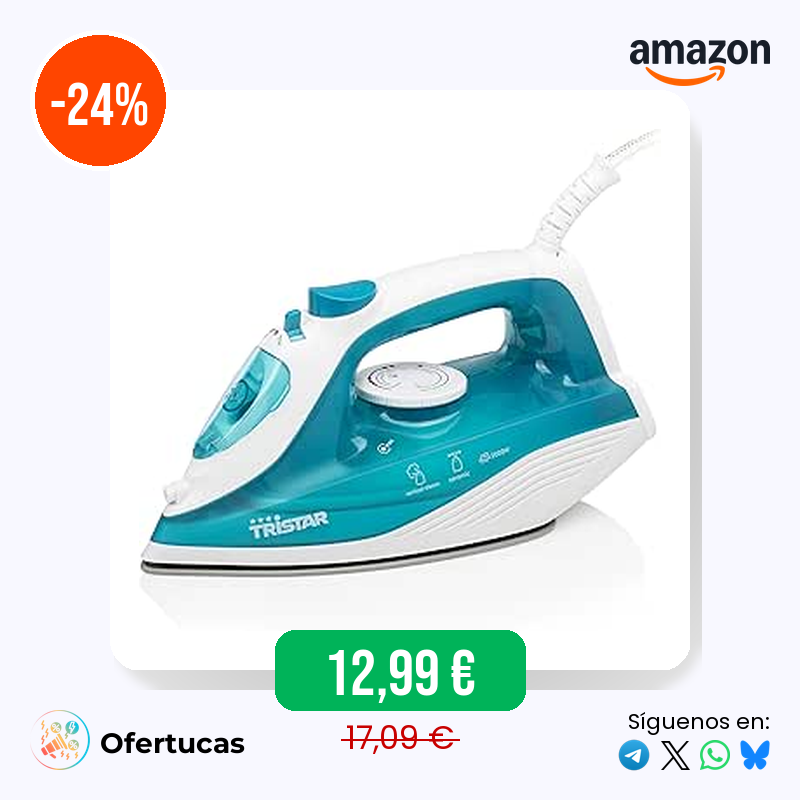 -24%
amazon
TRISTAR
12,99 €
17,09 €
Ofertucas
Síguenos en: